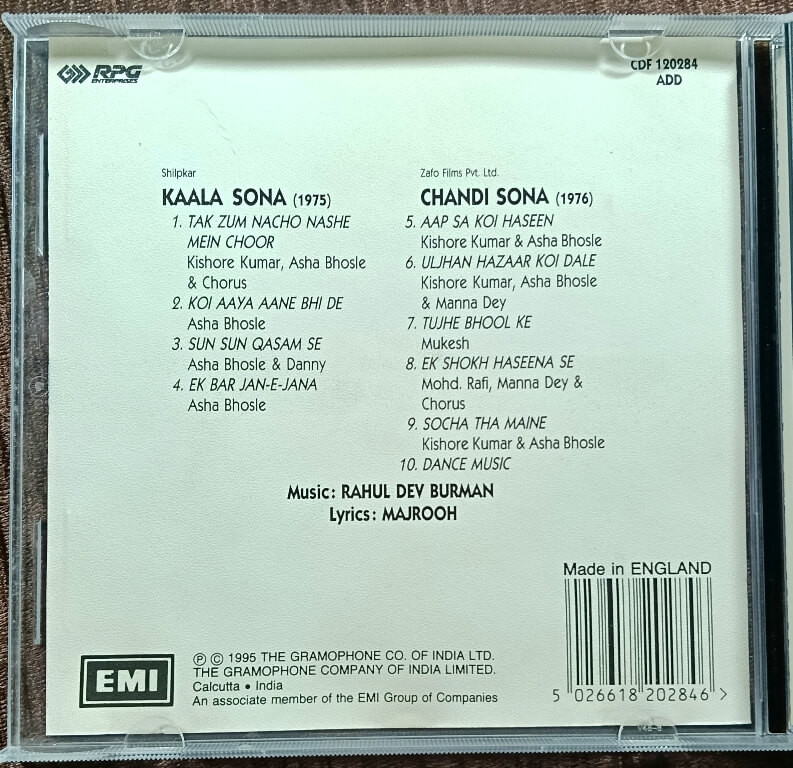 RPG
ENTERPRISES
CDF 120284
ADD
Shilpkar
KAALA SONA (1975)
1. TAK ZUM NACHO NASHE
MEIN CHOOR
Kishore Kumar, Asha Bhosle
& Chorus
2. KOI AAYA AANE BHI DE
Asha Bhosle
3. SUN SUN QASAM SE
Asha Bhosle & Danny
4. EK BAR JAN-E-JANA
Asha Bhosle
Zafo Films Pvt. Ltd.
CHANDI SONA (1976)
5. AAP SA KOI HASEEN
Kishore Kumar & Asha Bhosle
6. ULJHAN HAZAAR KOI DALE
Kishore Kumar, Asha Bhosle
& Manna Dey
7. TUJHE BHOOL KE
Mukesh
8. EK SHOKH HASEENA SE
Mohd. Rafi, Manna Dey &
Chorus
9. SOCHA THA MAINE
Kishore Kumar & Asha Bhosle
10. DANCE MUSIC
Music: RAHUL DEV BURMAN
Lyrics: MAJROOH
Made in ENGLAND
5 026618 202846 >
EMI
Ⓟ © 1995 THE GRAMOPHONE CO. OF INDIA LTD.
THE GRAMOPHONE COMPANY OF INDIA LIMITED.
Calcutta • India
An associate member of the EMI Group of Companies